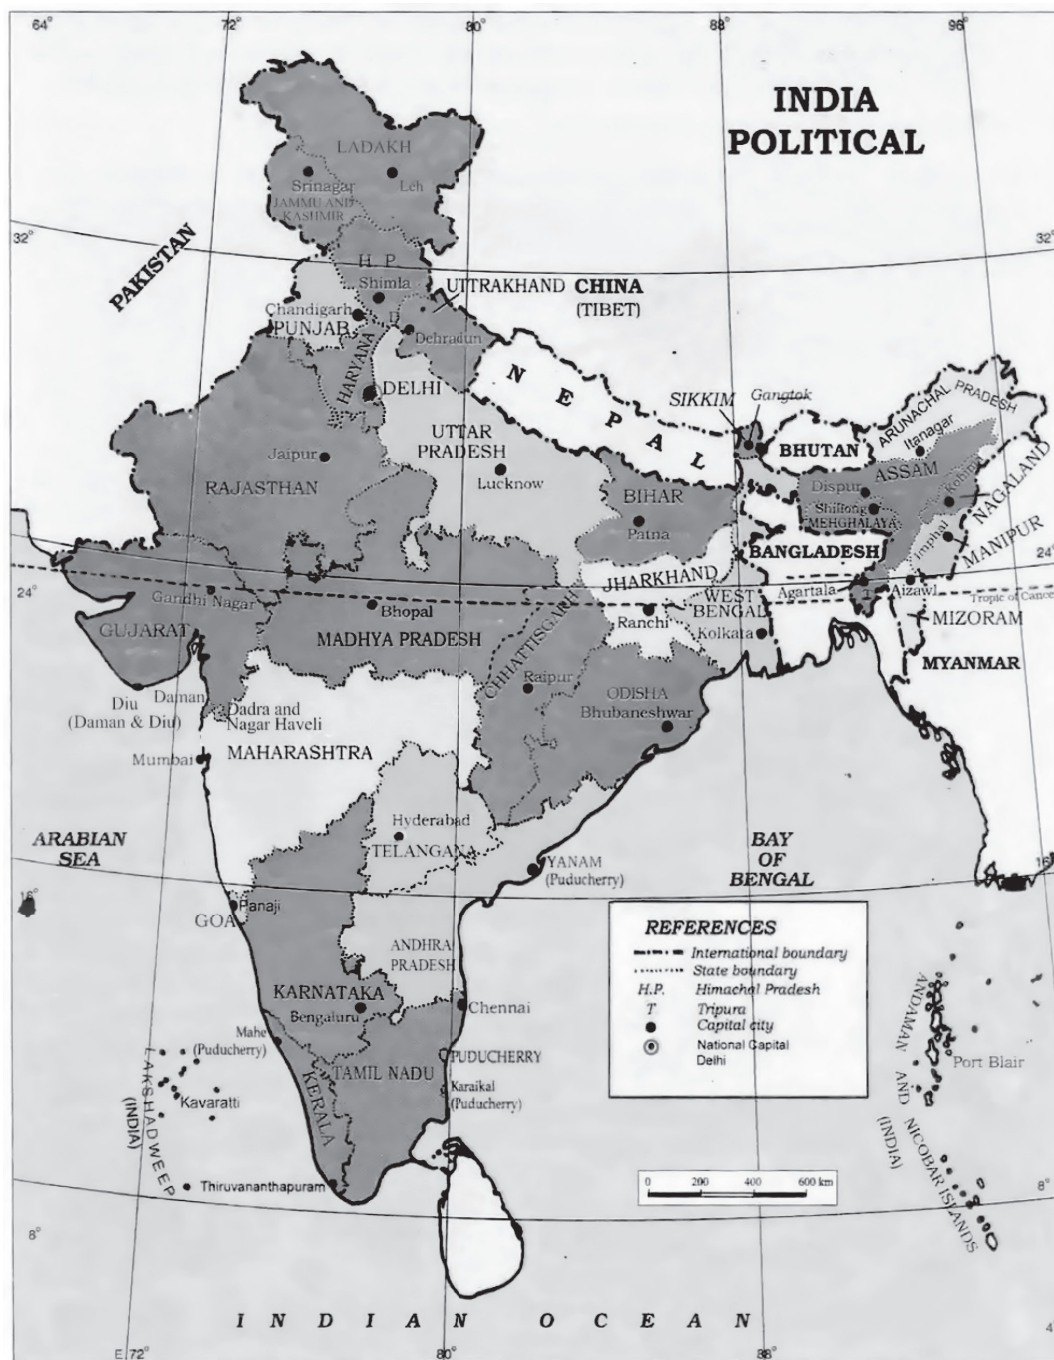 64°
72°
80°
88°
96°
INDIA
POLITICAL
LADAKH
Srinagar
Leh
JAMMU AND
KASHMIR
32°
32°
PAKISTAN
H. P.
Shimla
UTTRAKHAND
CHINA
(TIBET)
Chandigarh
PUNJAB
D
Dehradun
HARYANA
DELHI
NEPAL
SIKKIM
Gangtok
BHUTAN
ARUNACHAL PRADESH
Itanagar
UTTAR
PRADESH
Lucknow
Jaipur
RAJASTHAN
BIHAR
Patna
Dispur
ASSAM
Shillong
MEHGHALAYA
Kohima
NAGALAND
Imphal
MANIPUR
BANGLADESH
24°
24°
Tropic of Cancer
Gandhi Nagar
GUJARAT
Bhopal
MADHYA PRADESH
CHHATTISGARH
Raipur
JHARKHAND
Ranchi
WEST
BENGAL
Kolkata
Agartala
T
Aizawl
MIZORAM
MYANMAR
ODISHA
Bhubaneshwar
Diu
(Daman & Diu)
Daman
Dadra and
Nagar Haveli
MAHARASHTRA
Mumbai
Hyderabad
TELANGANA
ARABIAN
SEA
BAY
OF
BENGAL
YANAM
(Puducherry)
16°
16°
Panaji
GOA
ANDHRA
PRADESH
KARNATAKA
Bengaluru
Chennai
Mahe
(Puducherry)
PUDUCHERRY
TAMIL NADU
KERALA
Karaikal
(Puducherry)
LAKSHADWEEP
(INDIA)
Kavaratti
Thiruvananthapuram
REFERENCES
International boundary
State boundary
H.P. Himachal Pradesh
T Tripura
Capital city
National Capital
Delhi
ANDAMAN AND NICOBAR ISLANDS
(INDIA)
Port Blair
0 200 400 600 km
8°
8°
INDIAN OCEAN
E 72°
80°
88°
4